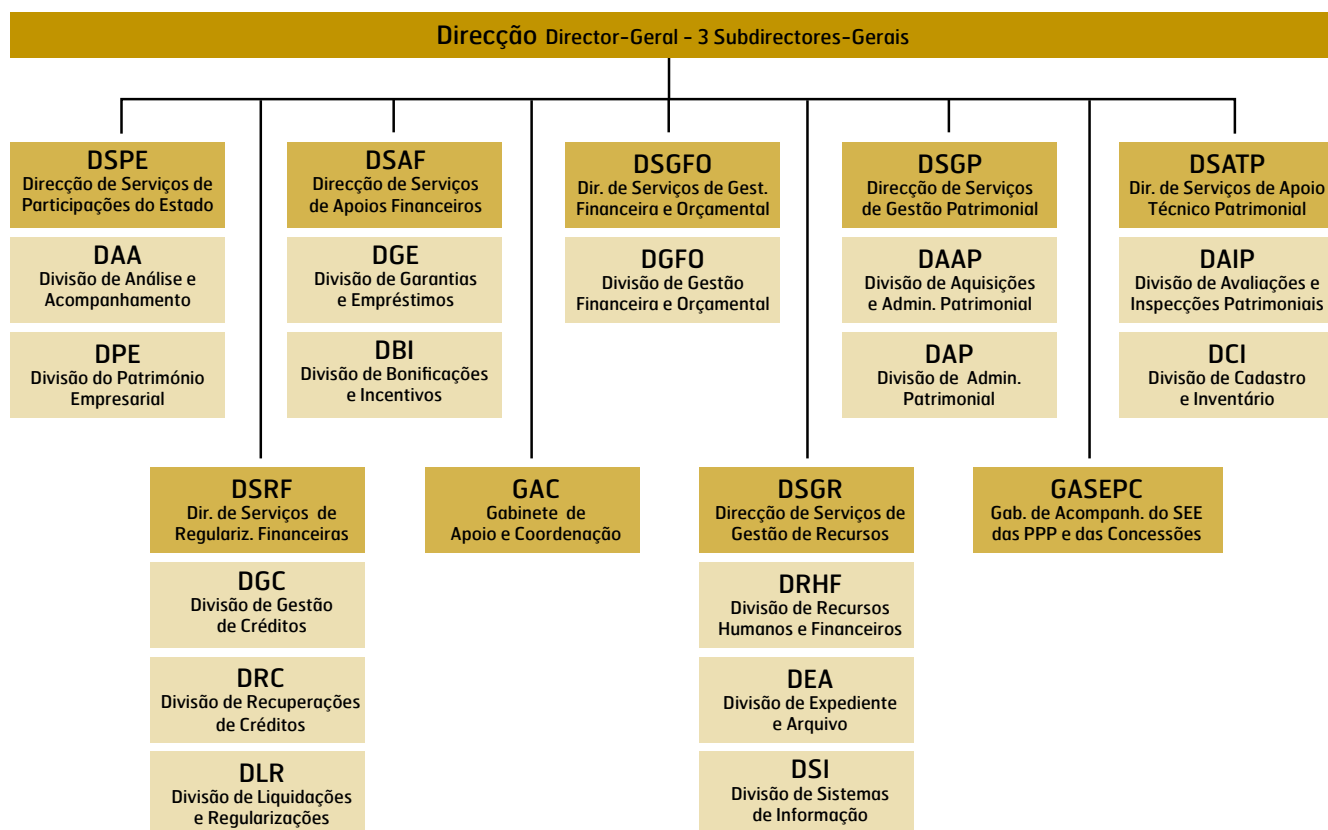 Direcção Director-Geral - 3 Subdirectores-Gerais
DSPE
Direcção de Serviços de
Participações do Estado
DAA
Divisão de Análise e
Acompanhamento
DPE
Divisão do Património
Empresarial
DSAF
Direcção de Serviços
de Apoios Financeiros
DGE
Divisão de Garantias
e Empréstimos
DBI
Divisão de Bonificações
e Incentivos
DSGFO
Dir. de Serviços de Gest.
Financeira e Orçamental
DGFO
Divisão de Gestão
Financeira e Orçamental
DSGP
Direcção de Serviços
de Gestão Patrimonial
DAAP
Divisão de Aquisições
e Admin. Patrimonial
DAP
Divisão de Admin.
Patrimonial
DSATP
Dir. de Serviços de Apoio
Técnico Patrimonial
DAIP
Divisão de Avaliações e
Inspecções Patrimoniais
DCI
Divisão de Cadastro
e Inventário
DSRF
Dir. de Serviços de
Regulariz. Financeiras
DGC
Divisão de Gestão
de Créditos
DRC
Divisão de Recuperações
de Créditos
DLR
Divisão de Liquidações
e Regularizações
GAC
Gabinete de
Apoio e Coordenação
DSGR
Direcção de Serviços de
Gestão de Recursos
DRHF
Divisão de Recursos
Humanos e Financeiros
DEA
Divisão de Expediente
e Arquivo
DSI
Divisão de Sistemas
de Informação
GASEPC
Gab. de Acompanh. do SEE
das PPP e das Concessões